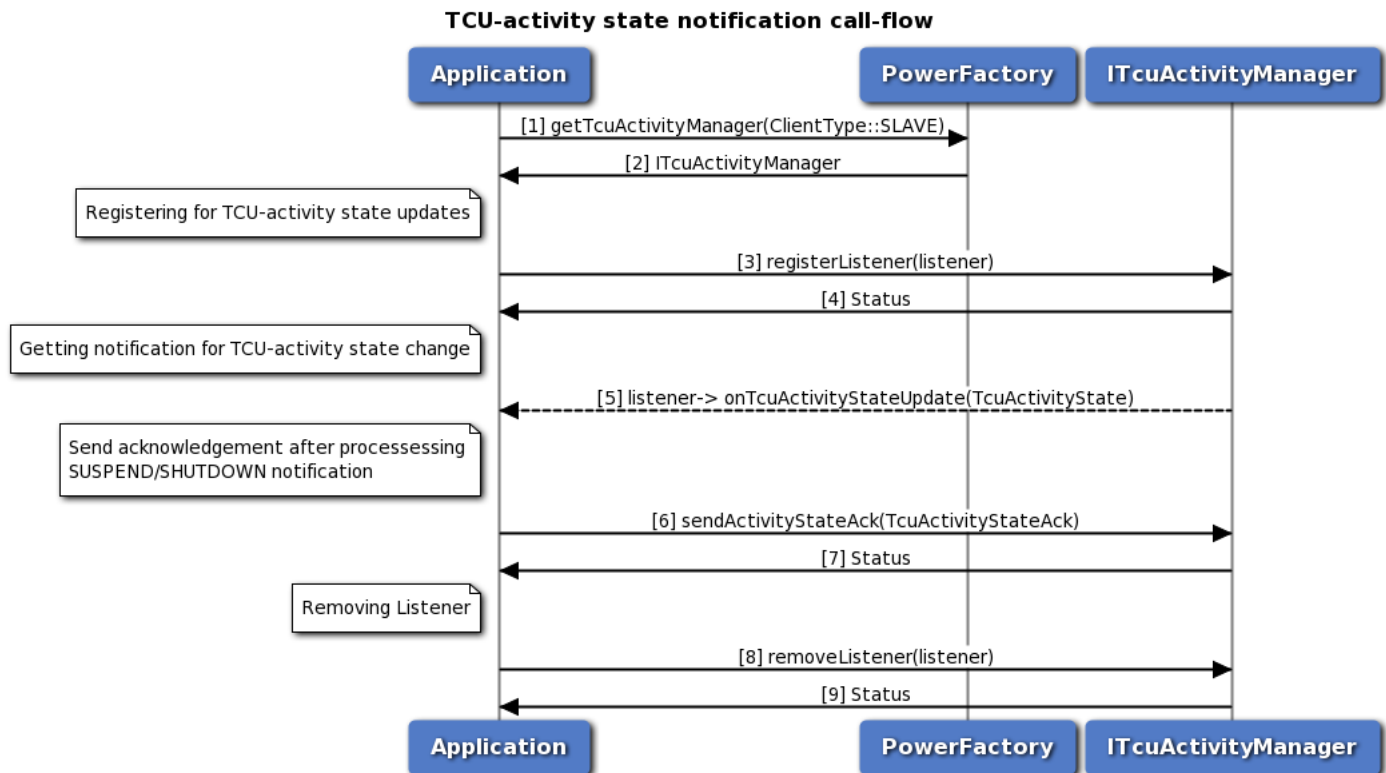 TCU-activity state notification call-flow
Application
PowerFactory
ITcuActivityManager
[1] getTcuActivityManager(ClientType::SLAVE)
[2] ITcuActivityManager
Registering for TCU-activity state updates
[3] registerListener(listener)
[4] Status
Getting notification for TCU-activity state change
[5] listener-> onTcuActivityStateUpdate(TcuActivityState)
Send acknowledgement after processessing
SUSPEND/SHUTDOWN notification
[6] sendActivityStateAck(TcuActivityStateAck)
[7] Status
Removing Listener
[8] removeListener(listener)
[9] Status
Application
PowerFactory
ITcuActivityManager